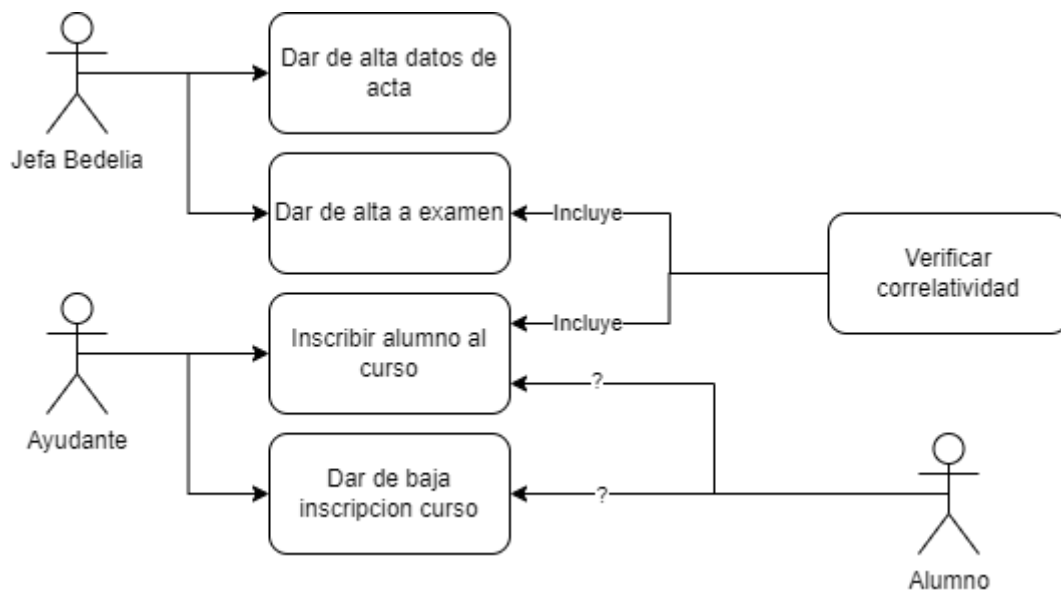 Dar de alta datos de
acta
Jefa Bedelia
Dar de alta a examen
Incluye
Verificar
correlatividad
Inscribir alumno al
curso
Incluye
?
Ayudante
Dar de baja
inscripcion curso
?
Alumno